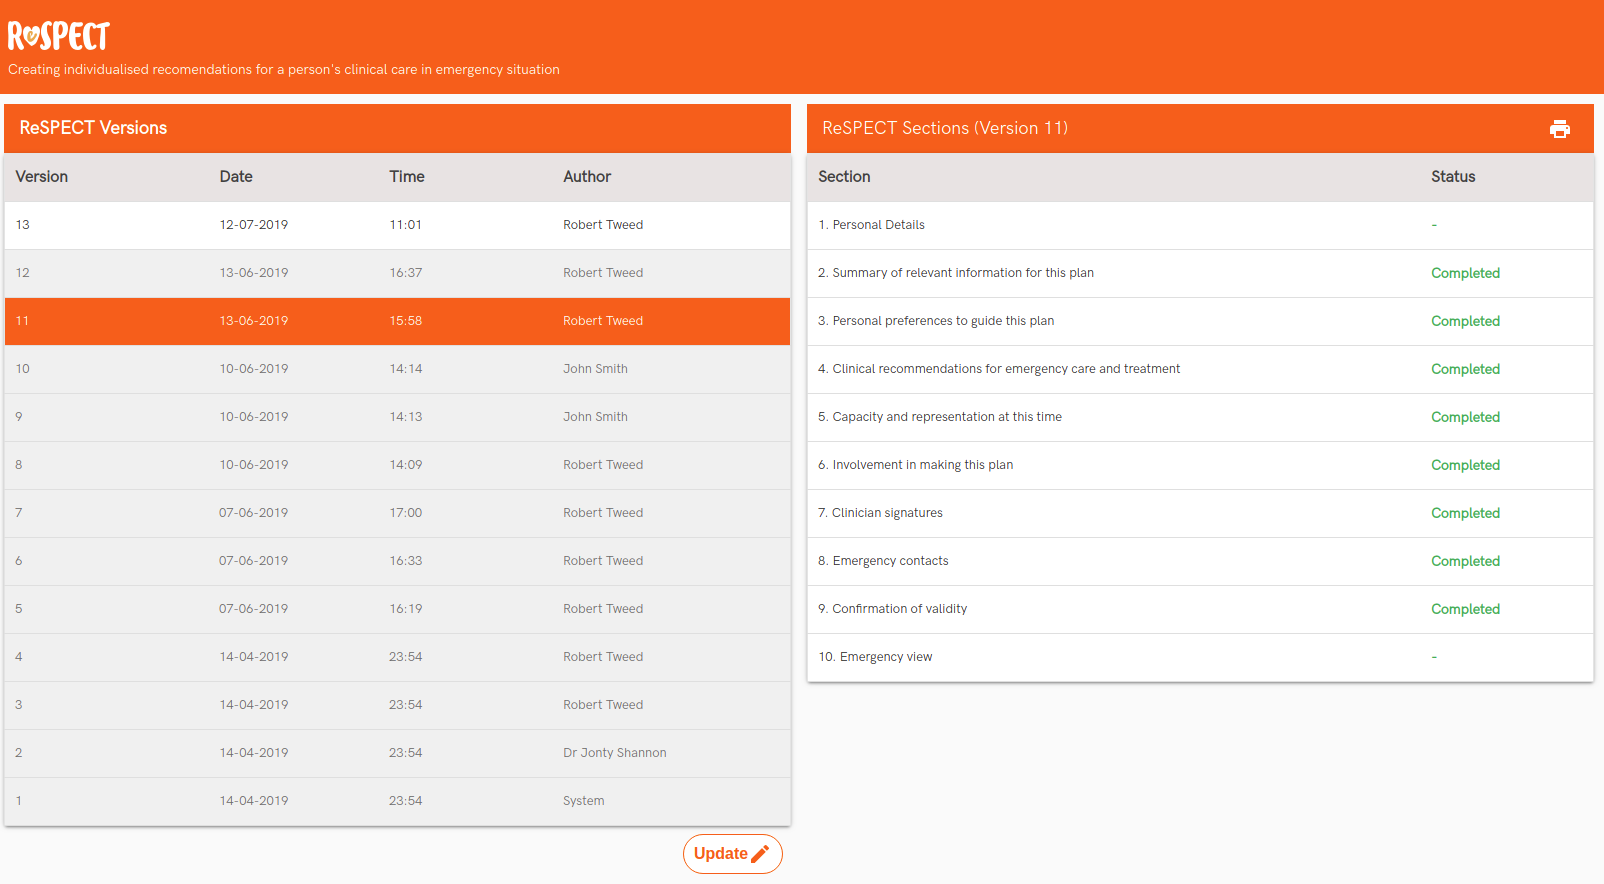 ReSPECT
Creating individualised recomendations for a person's clinical care in emergency situation
ReSPECT Versions
Version Date Time Author
13 12-07-2019 11:01 Robert Tweed
12 13-06-2019 16:37 Robert Tweed
11 13-06-2019 15:58 Robert Tweed
10 10-06-2019 14:14 John Smith
9 10-06-2019 14:13 John Smith
8 10-06-2019 14:09 Robert Tweed
7 07-06-2019 17:00 Robert Tweed
6 07-06-2019 16:33 Robert Tweed
5 07-06-2019 16:19 Robert Tweed
4 14-04-2019 23:54 Robert Tweed
3 14-04-2019 23:54 Robert Tweed
2 14-04-2019 23:54 Dr Jonty Shannon
1 14-04-2019 23:54 System
Update
ReSPECT Sections (Version 11)
Section Status
1. Personal Details -
2. Summary of relevant information for this plan Completed
3. Personal preferences to guide this plan Completed
4. Clinical recommendations for emergency care and treatment Completed
5. Capacity and representation at this time Completed
6. Involvement in making this plan Completed
7. Clinician signatures Completed
8. Emergency contacts Completed
9. Confirmation of validity Completed
10. Emergency view -